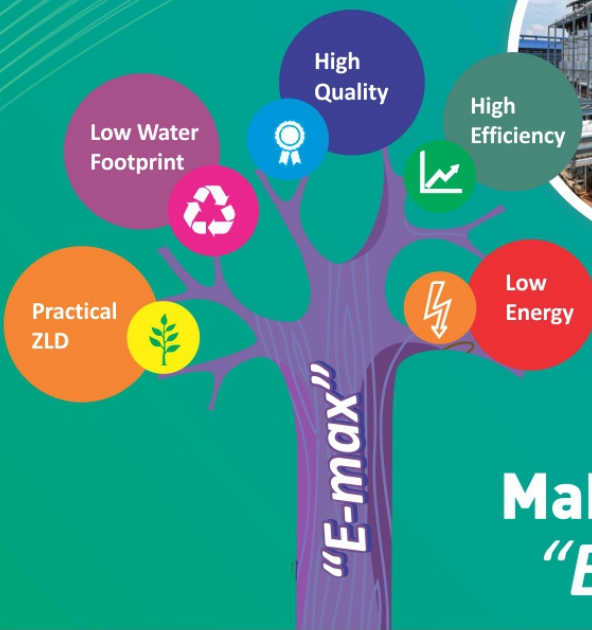 High
Quality
High
Efficiency
Low Water
Footprint
Practical
ZLD
Low
Energy
"E-max"